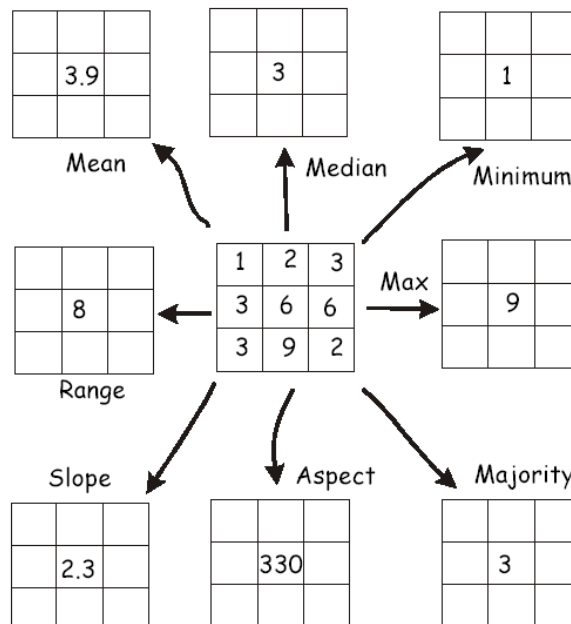 3.9
3
1
Mean
Median
Minimum
1 2 3
3 6 6
3 9 2
8
Max
9
Range
Slope
Aspect
Majority
2.3
330
3